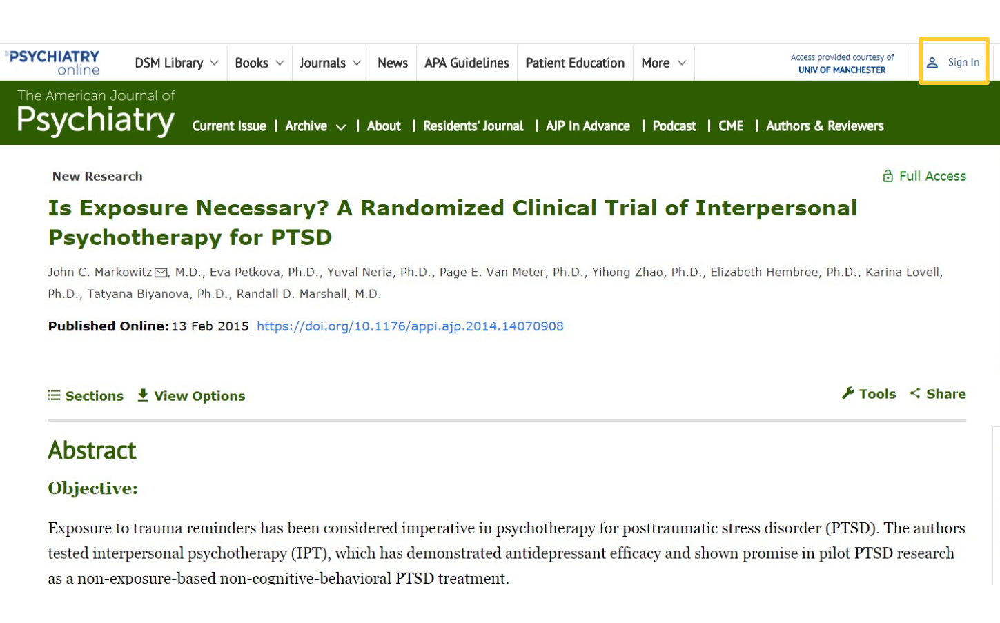 PSYCHIATRY
online
DSM Library
Books
Journals
News
APA Guidelines
Patient Education
More
Access provided courtesy of
UNIV OF MANCHESTER
Sign In
The American Journal of
Psychiatry
Current Issue | Archive | About | Residents' Journal | AJP In Advance | Podcast | CME | Authors & Reviewers
New Research
Full Access
Is Exposure Necessary? A Randomized Clinical Trial of Interpersonal
Psychotherapy for PTSD
John C. Markowitz, M.D., Eva Petkova, Ph.D., Yuval Neria, Ph.D., Page E. Van Meter, Ph.D., Yihong Zhao, Ph.D., Elizabeth Hembree, Ph.D., Karina Lovell,
Ph.D., Tatyana Biyanova, Ph.D., Randall D. Marshall, M.D.
Published Online: 13 Feb 2015 | https://doi.org/10.1176/appi.ajp.2014.14070908
Sections
View Options
Tools
Share
Abstract
Objective:
Exposure to trauma reminders has been considered imperative in psychotherapy for posttraumatic stress disorder (PTSD). The authors
tested interpersonal psychotherapy (IPT), which has demonstrated antidepressant efficacy and shown promise in pilot PTSD research
as a non-exposure-based non-cognitive-behavioral PTSD treatment.